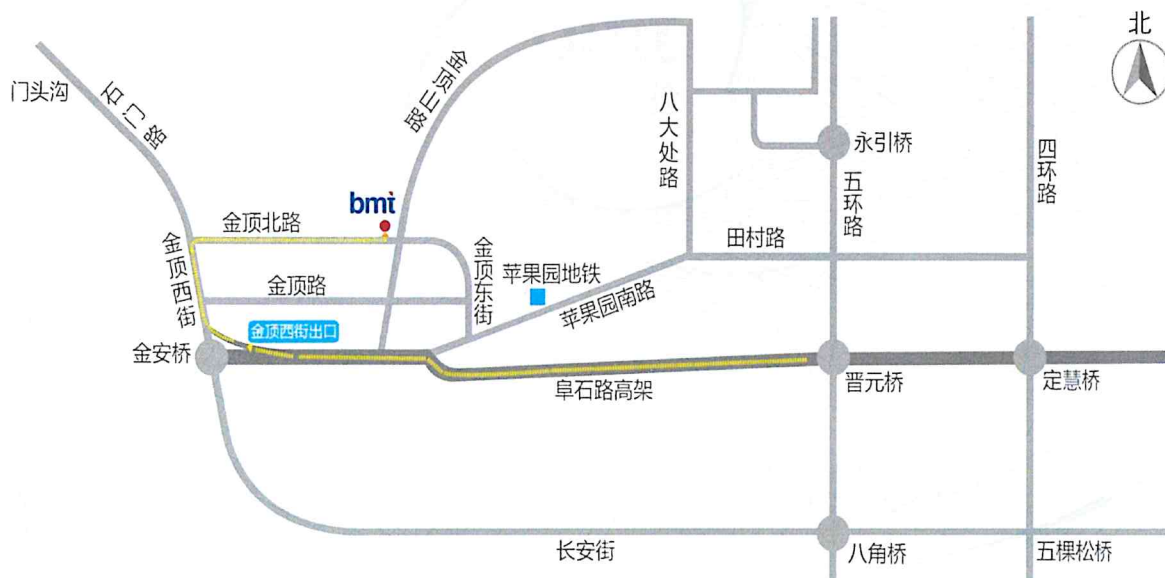 北
门头沟
石门路
金顶山路
八大处路
永引桥
四环路
五环路
bmi
金顶北路
金顶西街
金顶东街
田村路
苹果园地铁
金顶路
苹果园南路
金顶西街出口
金安桥
阜石路高架
晋元桥
定慧桥
长安街
八角桥
五棵松桥